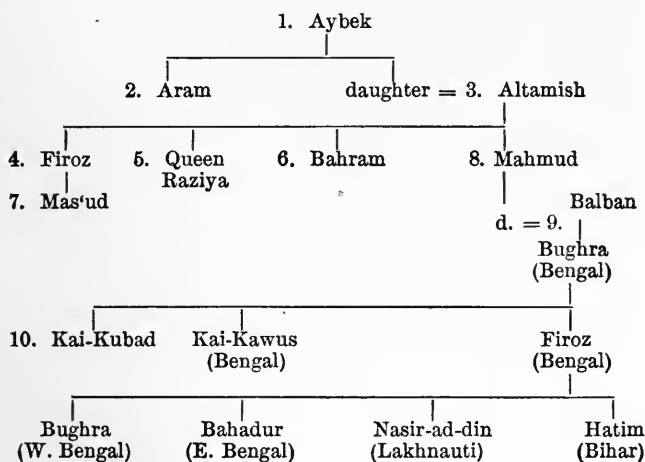 1. Aybek
2. Aram daughter = 3. Altamish
4. Firoz 5. Queen Raziya 6. Bahram 8. Mahmud
7. Mas‘ud Balban
d. = 9.
Bughra
(Bengal)
10. Kai-Kubad Kai-Kawus Firoz
(Bengal) (Bengal)
Bughra Bahadur Nasir-ad-din Hatim
(W. Bengal) (E. Bengal) (Lakhnauti) (Bihar)